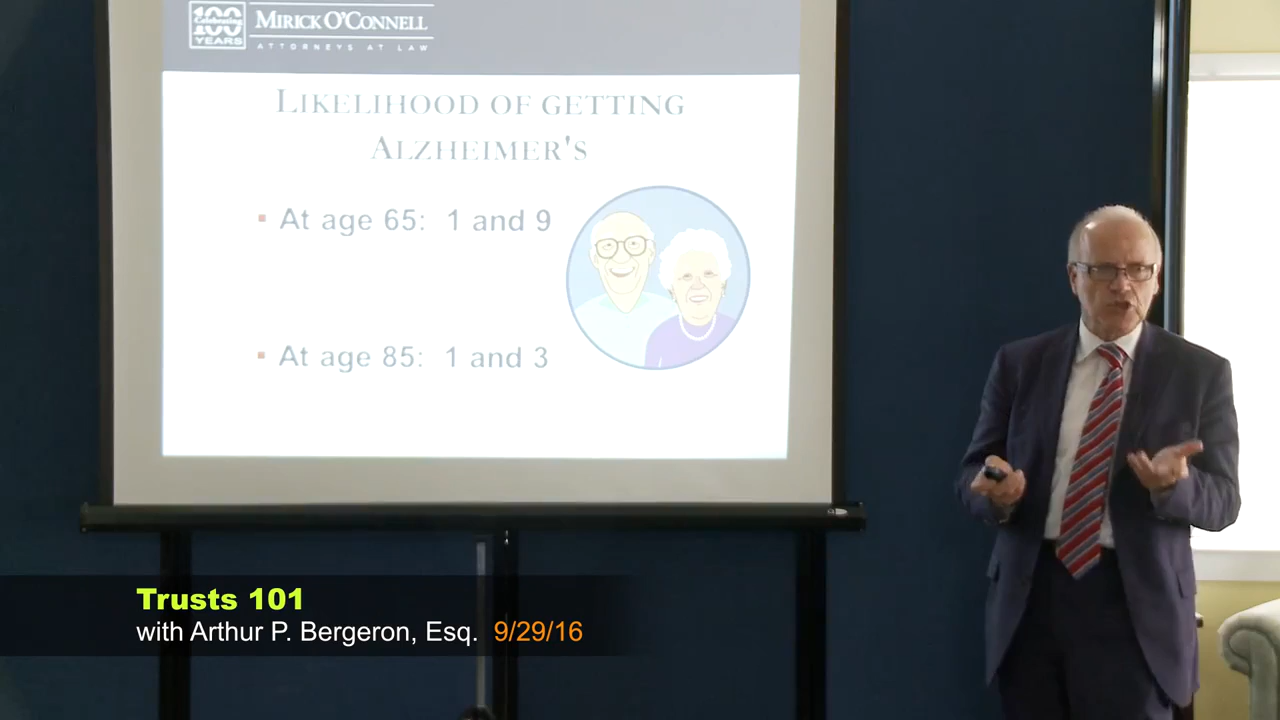 100
Celebrating
YEARS
MIRICK O'CONNELL
ATTORNEYS AT LAW
LIKELIHOOD OF GETTING
ALZHEIMER'S
▪ At age 65: 1 and 9
▪ At age 85: 1 and 3
Trusts 101
with Arthur P. Bergeron, Esq. 9/29/16